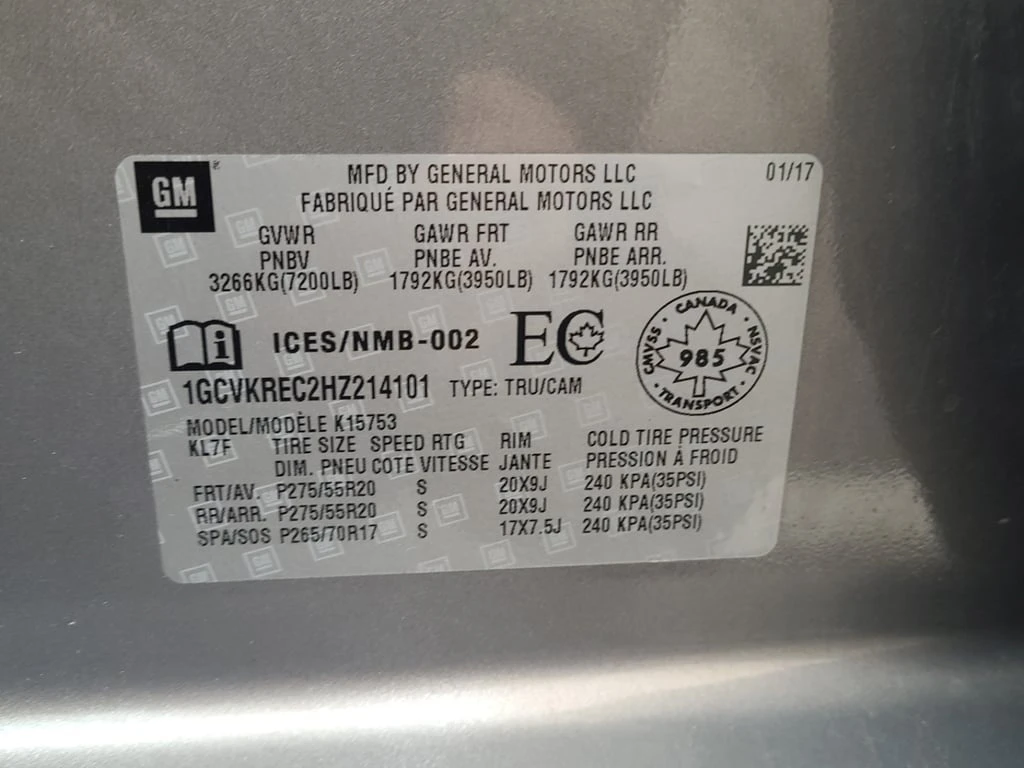 GM
MFD BY GENERAL MOTORS LLC 01/17
FABRIQUÉ PAR GENERAL MOTORS LLC
GVWR GAWR FRT GAWR RR
PNBV PNBE AV. PNBE ARR.
3266KG(7200LB) 1792KG(3950LB) 1792KG(3950LB)
i ICES/NMB-002 EC
CANADA
CMVSS 985 NSVAC
TRANSPORT
1GCVKREC2HZ214101 TYPE: TRU/CAM
MODEL/MODÈLE K15753
KL7F TIRE SIZE SPEED RTG RIM COLD TIRE PRESSURE
DIM. PNEU COTE VITESSE JANTE PRESSION À FROID
FRT/AV. P275/55R20 S 20X9J 240 KPA(35PSI)
RR/ARR. P275/55R20 S 20X9J 240 KPA(35PSI)
SPA/SOS P265/70R17 S 17X7.5J 240 KPA(35PSI)